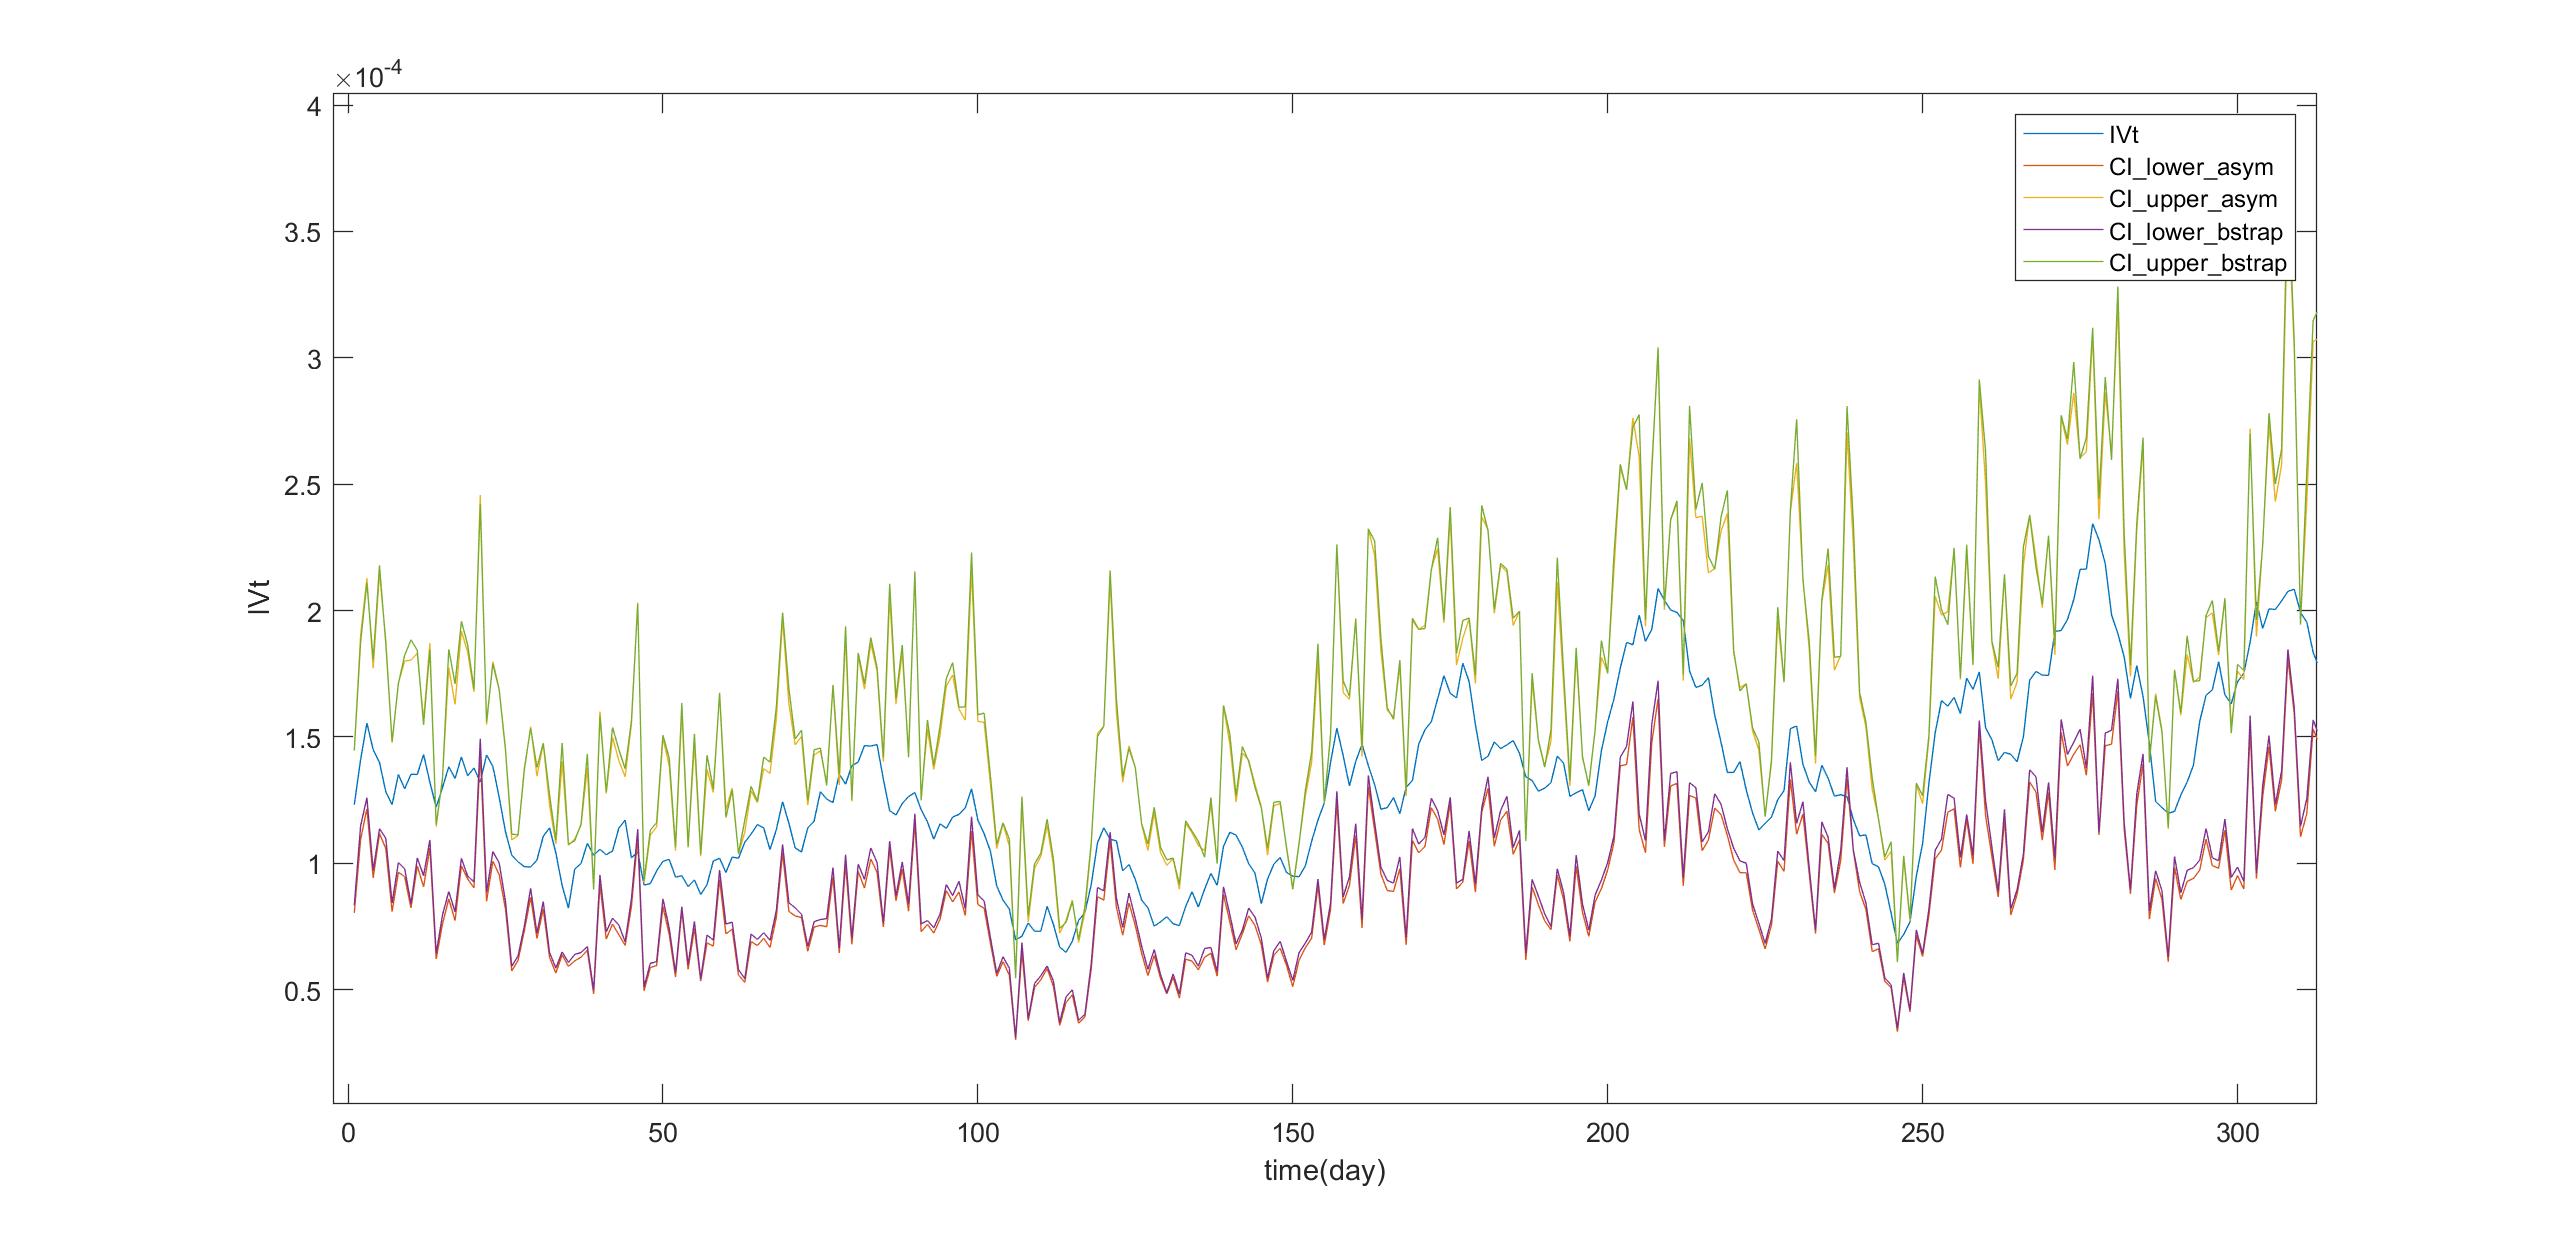 ×10-4
4
3.5
3
2.5
2
1.5
1
0.5
IVt
0 50 100 150 200 250 300
time(day)
IVt
CI_lower_asym
CI_upper_asym
CI_lower_bstrap
CI_upper_bstrap